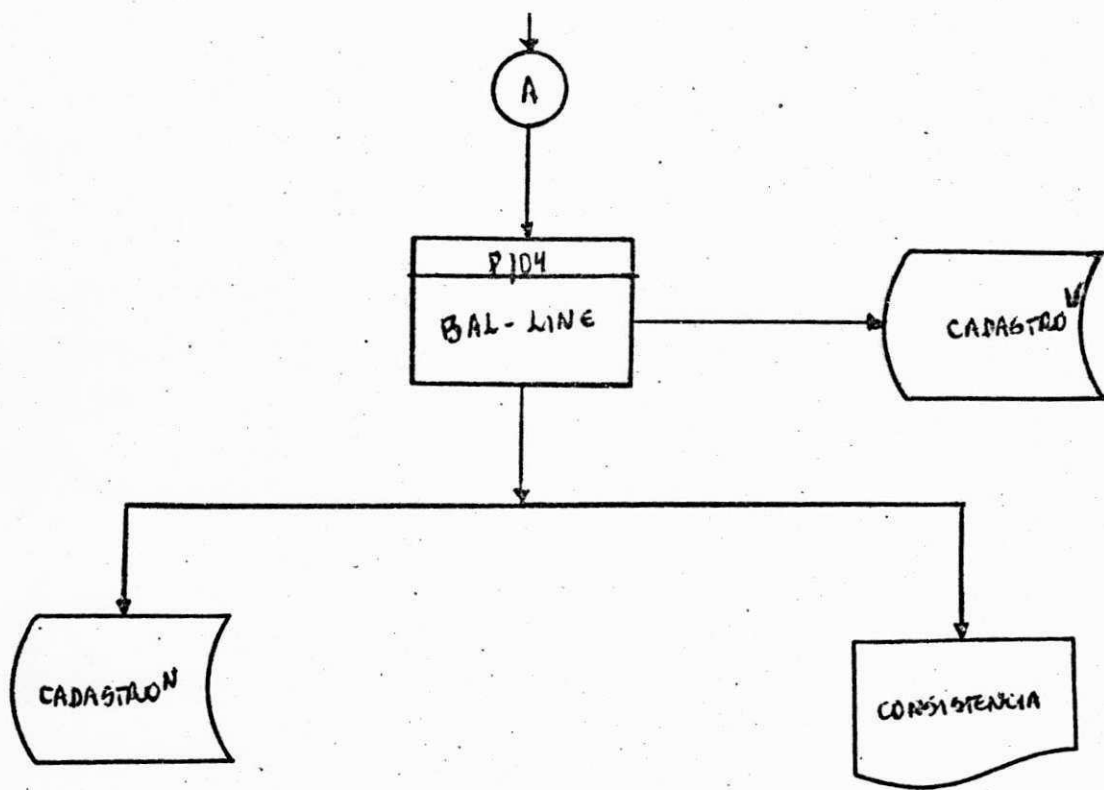 A
P104
BAL-LINE
CADASTRO V
CADASTRO N
CONSISTENCIA